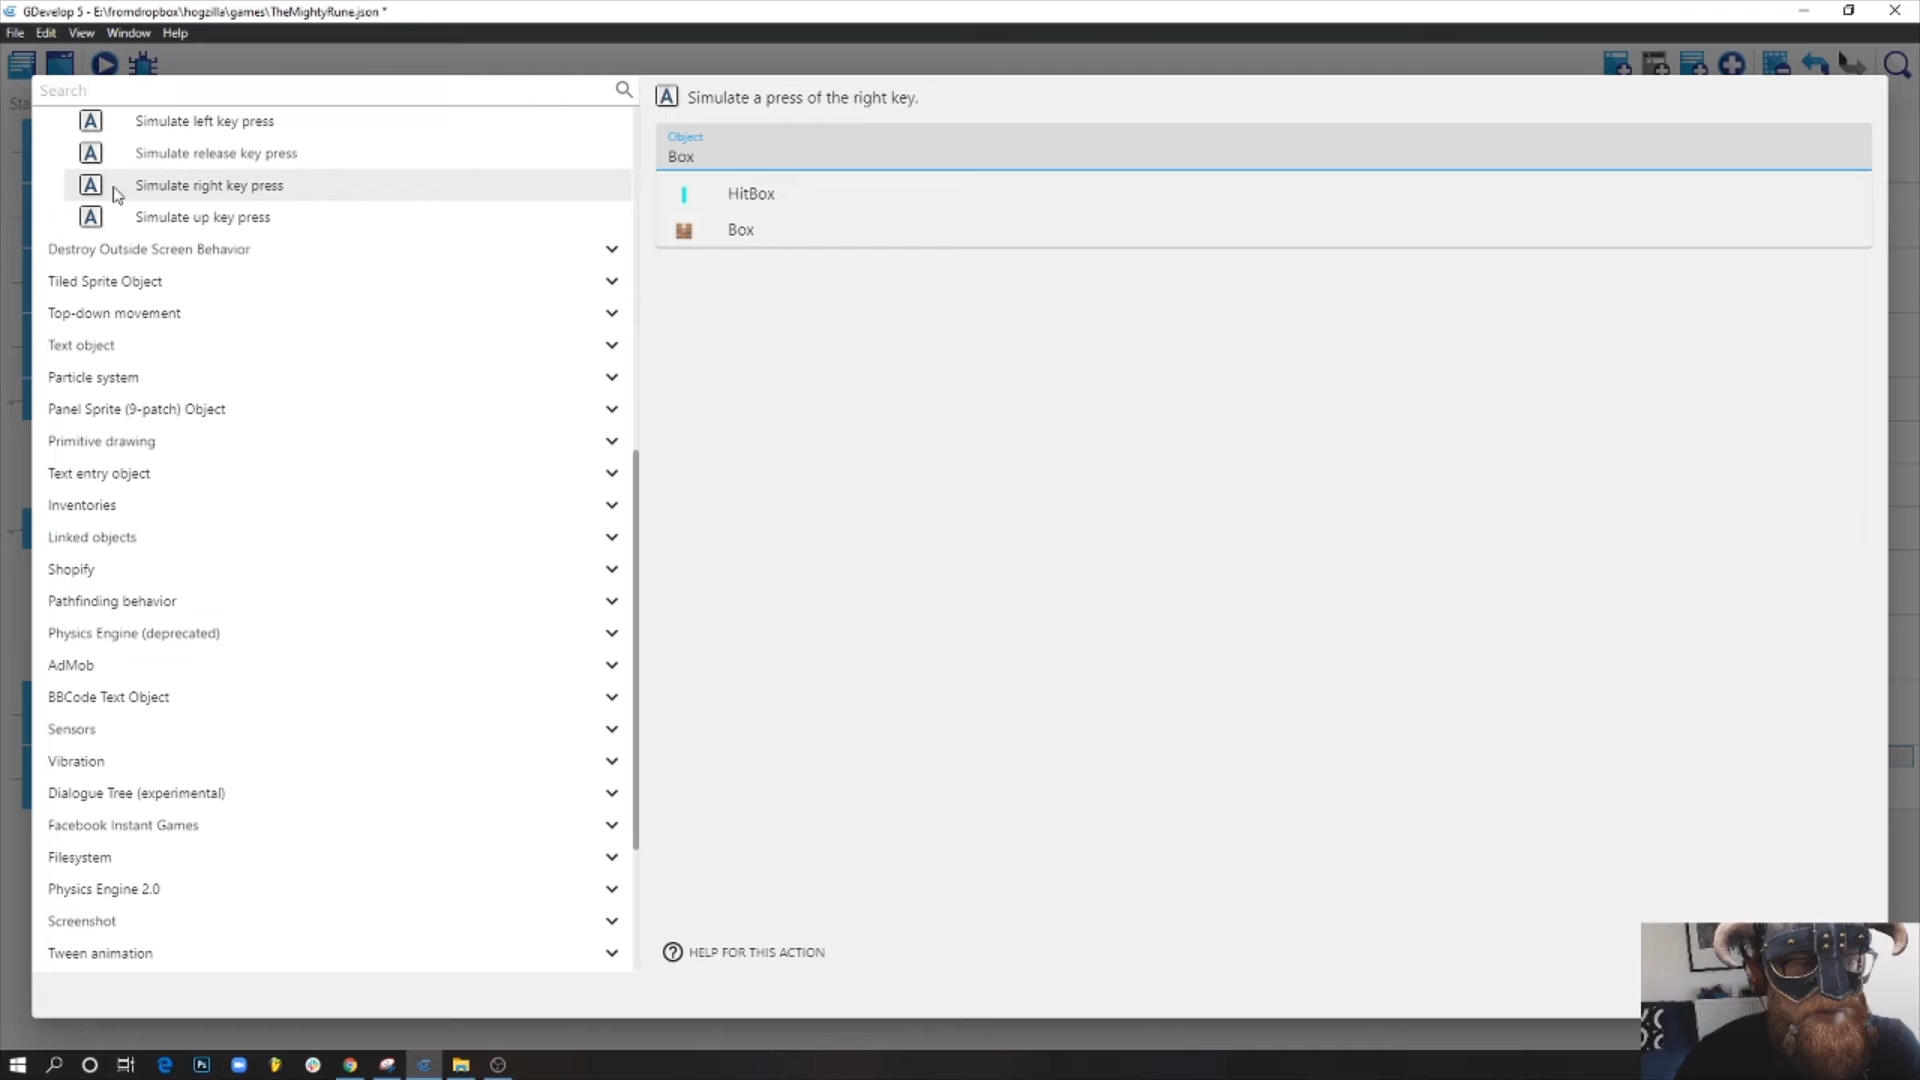 GDevelop 5 - E:\fromdropbox\hogzilla\games\TheMightyRune.json *
File Edit View Window Help
Search
Simulate left key press
Simulate release key press
Simulate right key press
Simulate up key press
Destroy Outside Screen Behavior
Tiled Sprite Object
Top-down movement
Text object
Particle system
Panel Sprite (9-patch) Object
Primitive drawing
Text entry object
Inventories
Linked objects
Shopify
Pathfinding behavior
Physics Engine (deprecated)
AdMob
BBCode Text Object
Sensors
Vibration
Dialogue Tree (experimental)
Facebook Instant Games
Filesystem
Physics Engine 2.0
Screenshot
Tween animation
Simulate a press of the right key.
Object
Box
HitBox
Box
HELP FOR THIS ACTION